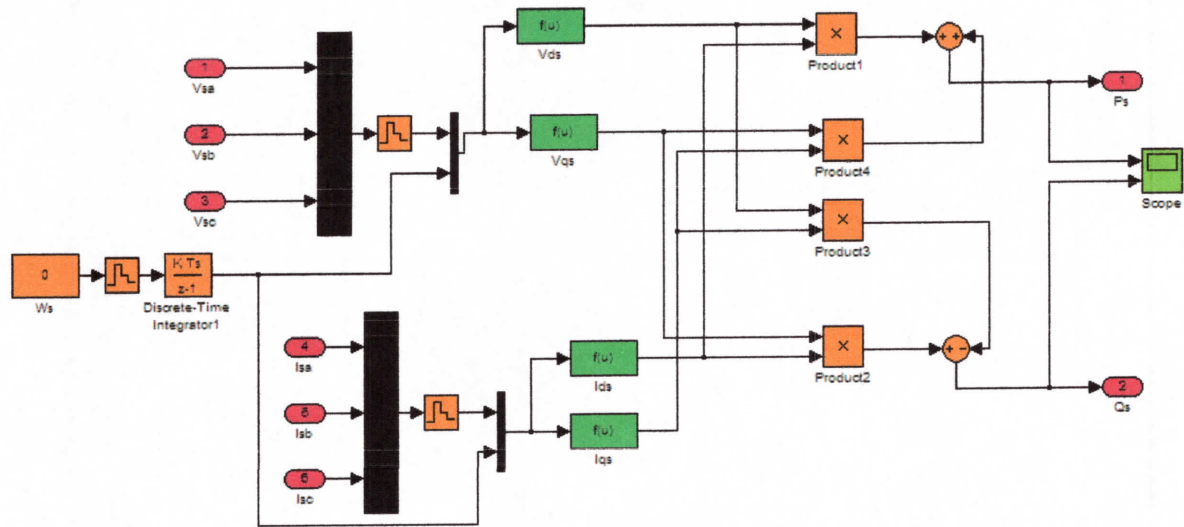 f(u)
Vds
×
Product1
+ +
1
Vsa
1
Ps
2
Vsb
f(u)
Vqs
×
Product4
Scope
3
Vsc
×
Product3
0
Ws
K Ts
z-1
Discrete-Time
Integrator1
4
Isa
f(u)
Ids
×
Product2
+ −
2
Qs
5
Isb
f(u)
Iqs
6
Isc